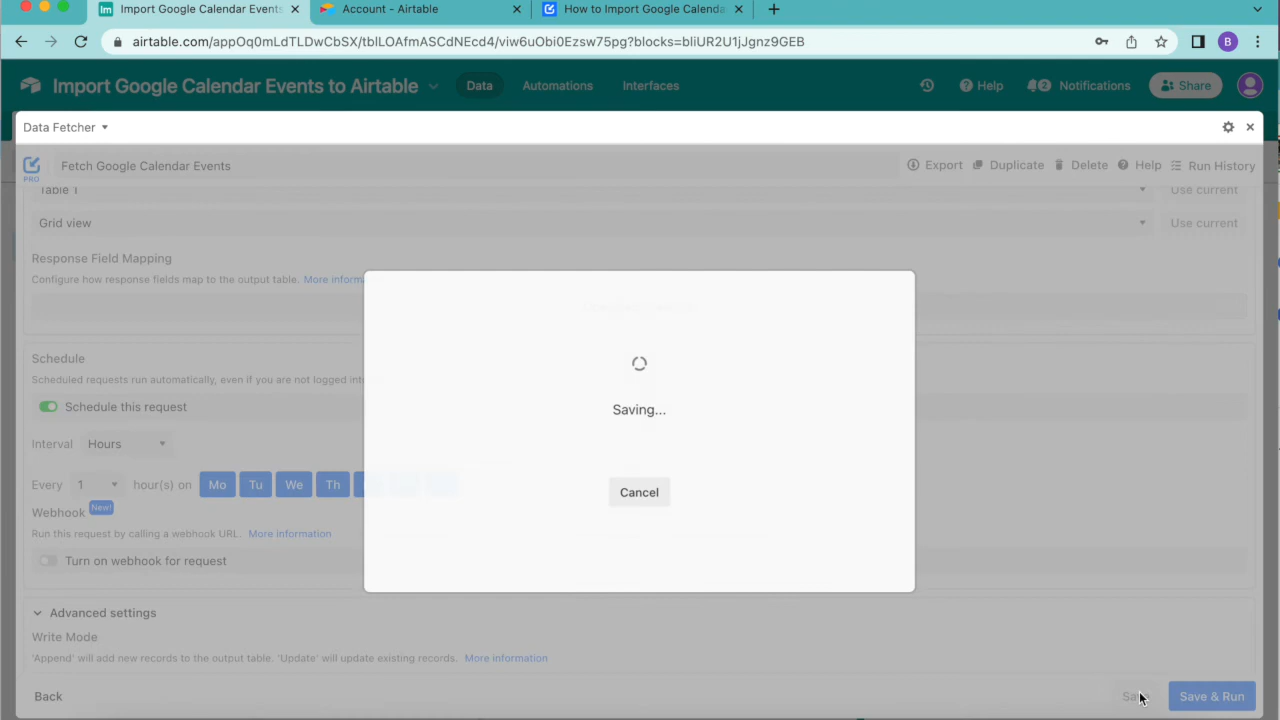 Import Google Calendar Events
Account - Airtable
How to Import Google Calenda
airtable.com/appOq0mLdTLDwCbSX/tblLOAfmASCdNEcd4/viw6uObi0Ezsw75pg?blocks=bliUR2U1jJgnz9GEB
B
Import Google Calendar Events to Airtable
Data
Automations
Interfaces
Help
2
Notifications
Share
Data Fetcher
PRO
Fetch Google Calendar Events
Export
Duplicate
Delete
Help
Run History
Table 1
Use current
Grid view
Use current
Response Field Mapping
Configure how response fields map to the output table. More inform
Schedule
Scheduled requests run automatically, even if you are not logged int
Schedule this request
Interval
Hours
Every
1
hour(s) on
Mo
Tu
We
Th
Webhook
New!
Run this request by calling a webhook URL. More information
Turn on webhook for request
Saving...
Cancel
Advanced settings
Write Mode
'Append' will add new records to the output table. 'Update' will update existing records. More information
Back
Save
Save & Run